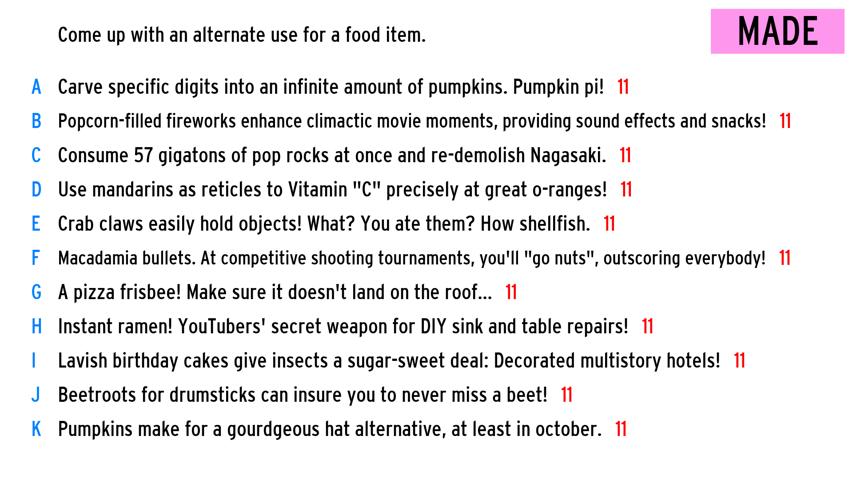 Come up with an alternate use for a food item.
MADE
A Carve specific digits into an infinite amount of pumpkins. Pumpkin pi! 11
B Popcorn-filled fireworks enhance climactic movie moments, providing sound effects and snacks! 11
C Consume 57 gigatons of pop rocks at once and re-demolish Nagasaki. 11
D Use mandarins as reticles to Vitamin "C" precisely at great o-ranges! 11
E Crab claws easily hold objects! What? You ate them? How shellfish. 11
F Macadamia bullets. At competitive shooting tournaments, you'll "go nuts", outscoring everybody! 11
G A pizza frisbee! Make sure it doesn't land on the roof... 11
H Instant ramen! YouTubers' secret weapon for DIY sink and table repairs! 11
I Lavish birthday cakes give insects a sugar-sweet deal: Decorated multistory hotels! 11
J Beetroots for drumsticks can insure you to never miss a beet! 11
K Pumpkins make for a gourdgeous hat alternative, at least in october. 11